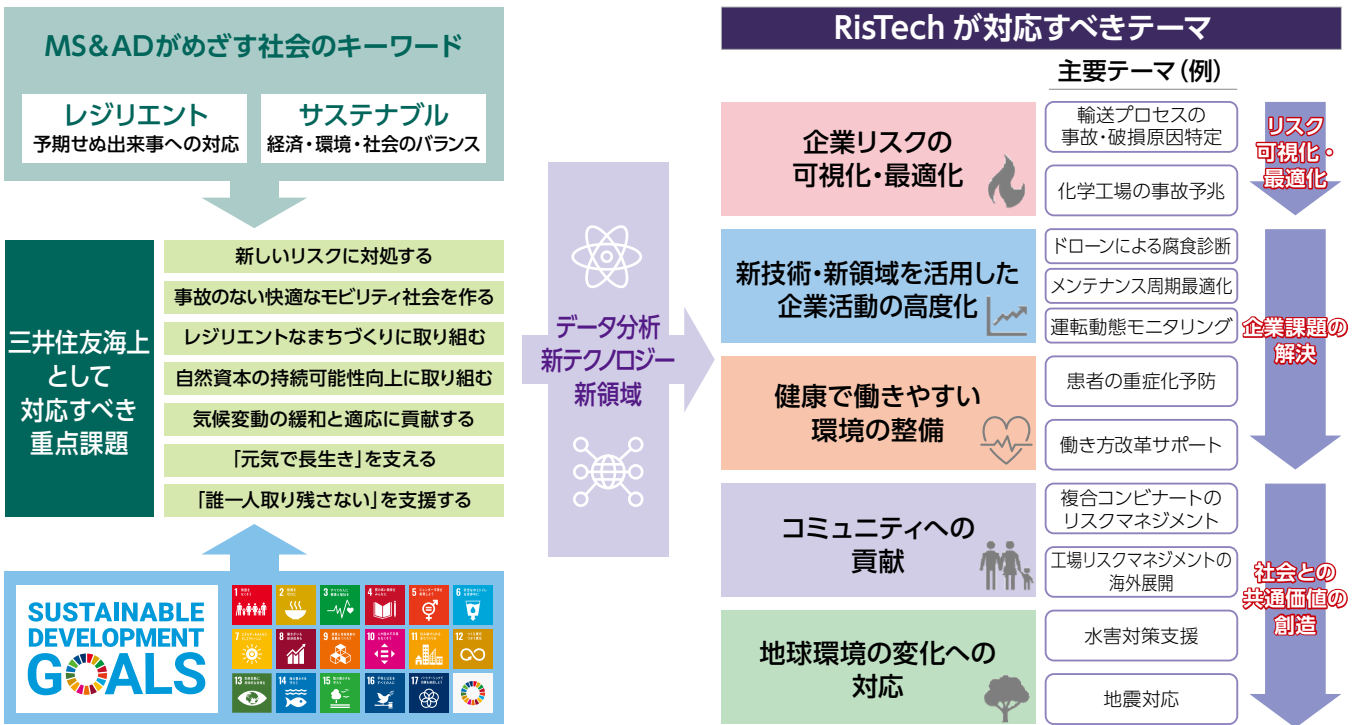 MS&ADがめざす社会のキーワード
レジリエント
予期せぬ出来事への対応
サステナブル
経済・環境・社会のバランス
三井住友海上
として
対応すべき
重点課題
新しいリスクに対処する
事故のない快適なモビリティ社会を作る
レジリエントなまちづくりに取り組む
自然資本の持続可能性向上に取り組む
気候変動の緩和と適応に貢献する
「元気で長生き」を支える
「誰一人取り残さない」を支援する
SUSTAINABLE
DEVELOPMENT
GOALS
1
2
3
4
5
6
7
8
9
10
11
12
13
14
15
16
17
データ分析
新テクノロジー
新領域
RisTech が対応すべきテーマ
主要テーマ（例）
企業リスクの
可視化・最適化
輸送プロセスの
事故・破損原因特定
化学工場の事故予兆
リスク
可視化・
最適化
新技術・新領域を活用した
企業活動の高度化
ドローンによる腐食診断
メンテナンス周期最適化
運転動態モニタリング
健康で働きやすい
環境の整備
患者の重症化予防
働き方改革サポート
企業課題の
解決
コミュニティへの
貢献
複合コンビナートの
リスクマネジメント
工場リスクマネジメントの
海外展開
地球環境の変化への
対応
水害対策支援
地震対応
社会との
共通価値の
創造